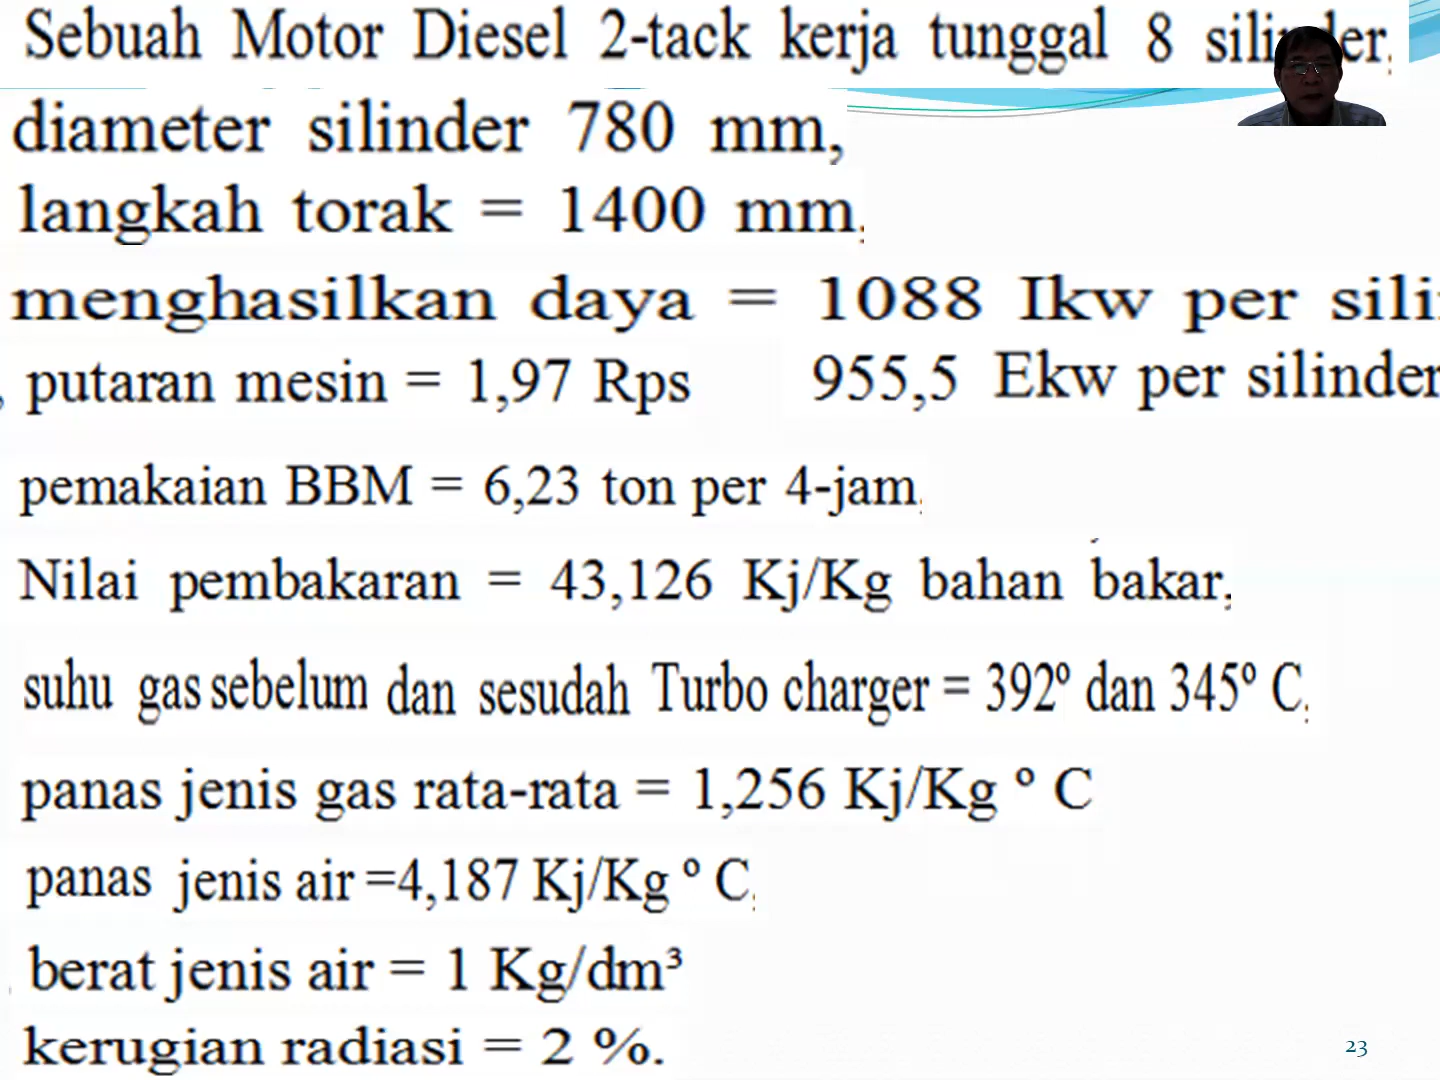 Sebuah Motor Diesel 2-tack kerja tunggal 8
diameter silinder 780 mm,
langkah torak = 1400 mm,
menghasilkan daya = 1088 Ikw per
, putaran mesin = 1,97 Rps 955,5 Ekw per silinder
pemakaian BBM = 6,23 ton per 4-jam,
Nilai pembakaran = 43,126 Kj/Kg bahan bakar,
suhu gas sebelum dan sesudah Turbo charger = 392º dan 345º C,
panas jenis gas rata-rata = 1,256 Kj/Kg º C
panas jenis air =4,187 Kj/Kg º C,
berat jenis air = 1 Kg/dm³
kerugian radiasi = 2 %.
23